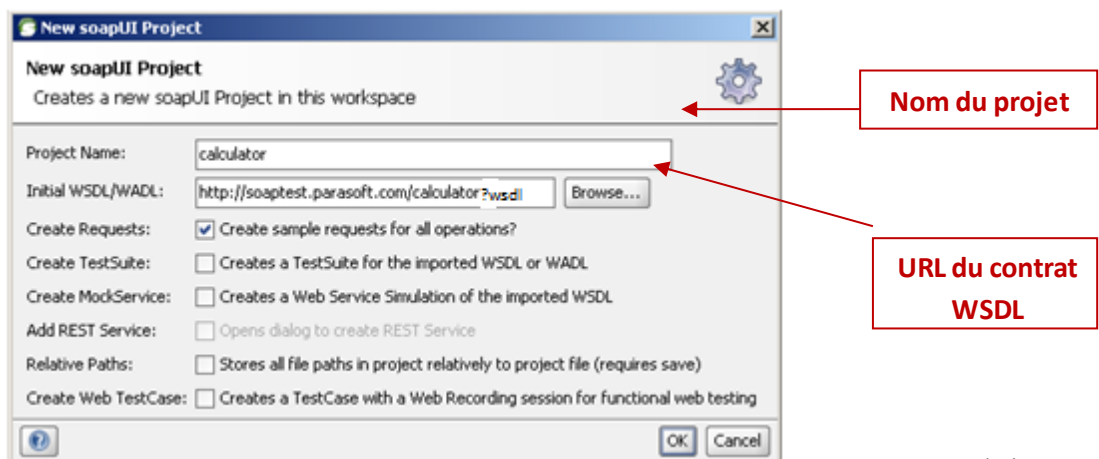 New soapUI Project
New soapUI Project
Creates a new soapUI Project in this workspace
Nom du projet
Project Name: calculator
Initial WSDL/WADL: http://soaptest.parasoft.com/calculator?wsdl Browse...
Create Requests: Create sample requests for all operations?
Create TestSuite: Creates a TestSuite for the imported WSDL or WADL
URL du contrat
WSDL
Create MockService: Creates a Web Service Simulation of the imported WSDL
Add REST Service: Opens dialog to create REST Service
Relative Paths: Stores all file paths in project relatively to project file (requires save)
Create Web TestCase: Creates a TestCase with a Web Recording session for functional web testing
OK Cancel